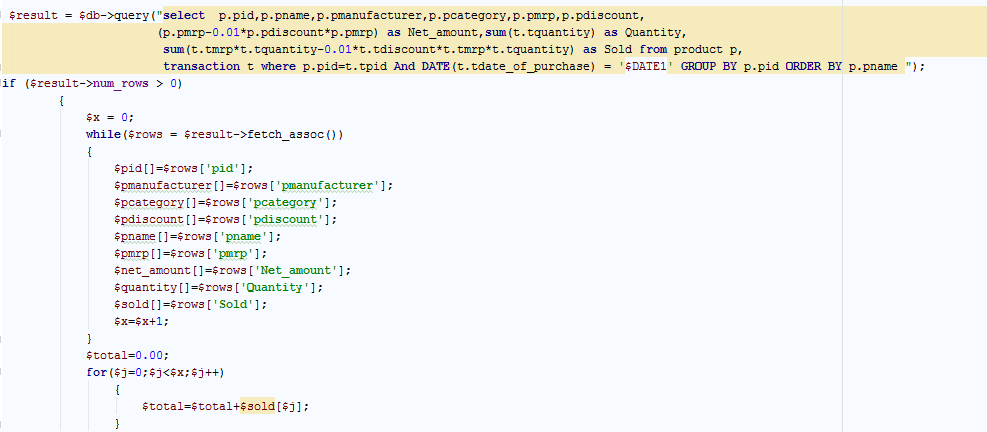 $result = $db->query("select  p.pid,p.pname,p.pmanufacturer,p.pcategory,p.pmrp,p.pdiscount,
(p.pmrp-0.01*p.pdiscount*p.pmrp) as Net_amount,sum(t.tquantity) as Quantity,
sum(t.tmrp*t.tquantity-0.01*t.tdiscount*t.tmrp*t.tquantity) as Sold from product p,
transaction t where p.pid=t.tpid And DATE(t.tdate_of_purchase) = '$DATE1' GROUP BY p.pid ORDER BY p.pname ");
if ($result->num_rows > 0)
{
$x = 0;
while($rows = $result->fetch_assoc())
{
$pid[]=$rows['pid'];
$pmanufacturer[]=$rows['pmanufacturer'];
$pcategory[]=$rows['pcategory'];
$pdiscount[]=$rows['pdiscount'];
$pname[]=$rows['pname'];
$pmrp[]=$rows['pmrp'];
$net_amount[]=$rows['Net_amount'];
$quantity[]=$rows['Quantity'];
$sold[]=$rows['Sold'];
$x=$x+1;
}
$total=0.00;
for($j=0;$j<$x;$j++)
{
$total=$total+$sold[$j];
}